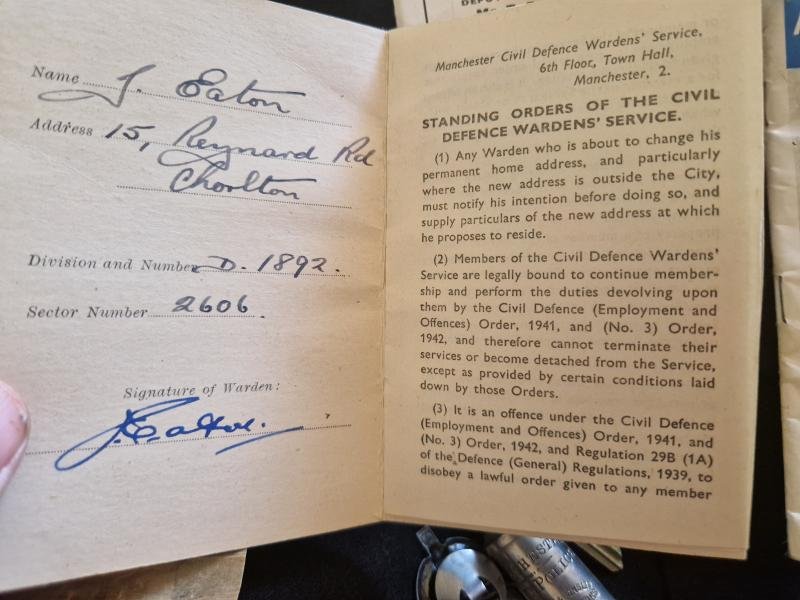 Name J. Eaton
Address 15, Reynard Rd
Chorlton
Division and Number D. 1892.
Sector Number 2606.
Signature of Warden:
J. Eaton.
Manchester Civil Defence Wardens' Service,
6th Floor, Town Hall,
Manchester, 2.
STANDING ORDERS OF THE CIVIL
DEFENCE WARDENS' SERVICE.
(1) Any Warden who is about to change his
permanent home address, and particularly
where the new address is outside the City,
must notify his intention before doing so, and
supply particulars of the new address at which
he proposes to reside.
(2) Members of the Civil Defence Wardens'
Service are legally bound to continue member-
ship and perform the duties devolving upon
them by the Civil Defence (Employment and
Offences) Order, 1941, and (No. 3) Order,
1942, and therefore cannot terminate their
services or become detached from the Service,
except as provided by certain conditions laid
down by those Orders.
(3) It is an offence under the Civil Defence
(Employment and Offences) Order, 1941, and
(No. 3) Order, 1942, and Regulation 29B (1A)
of the Defence (General) Regulations, 1939, to
disobey a lawful order given to any member